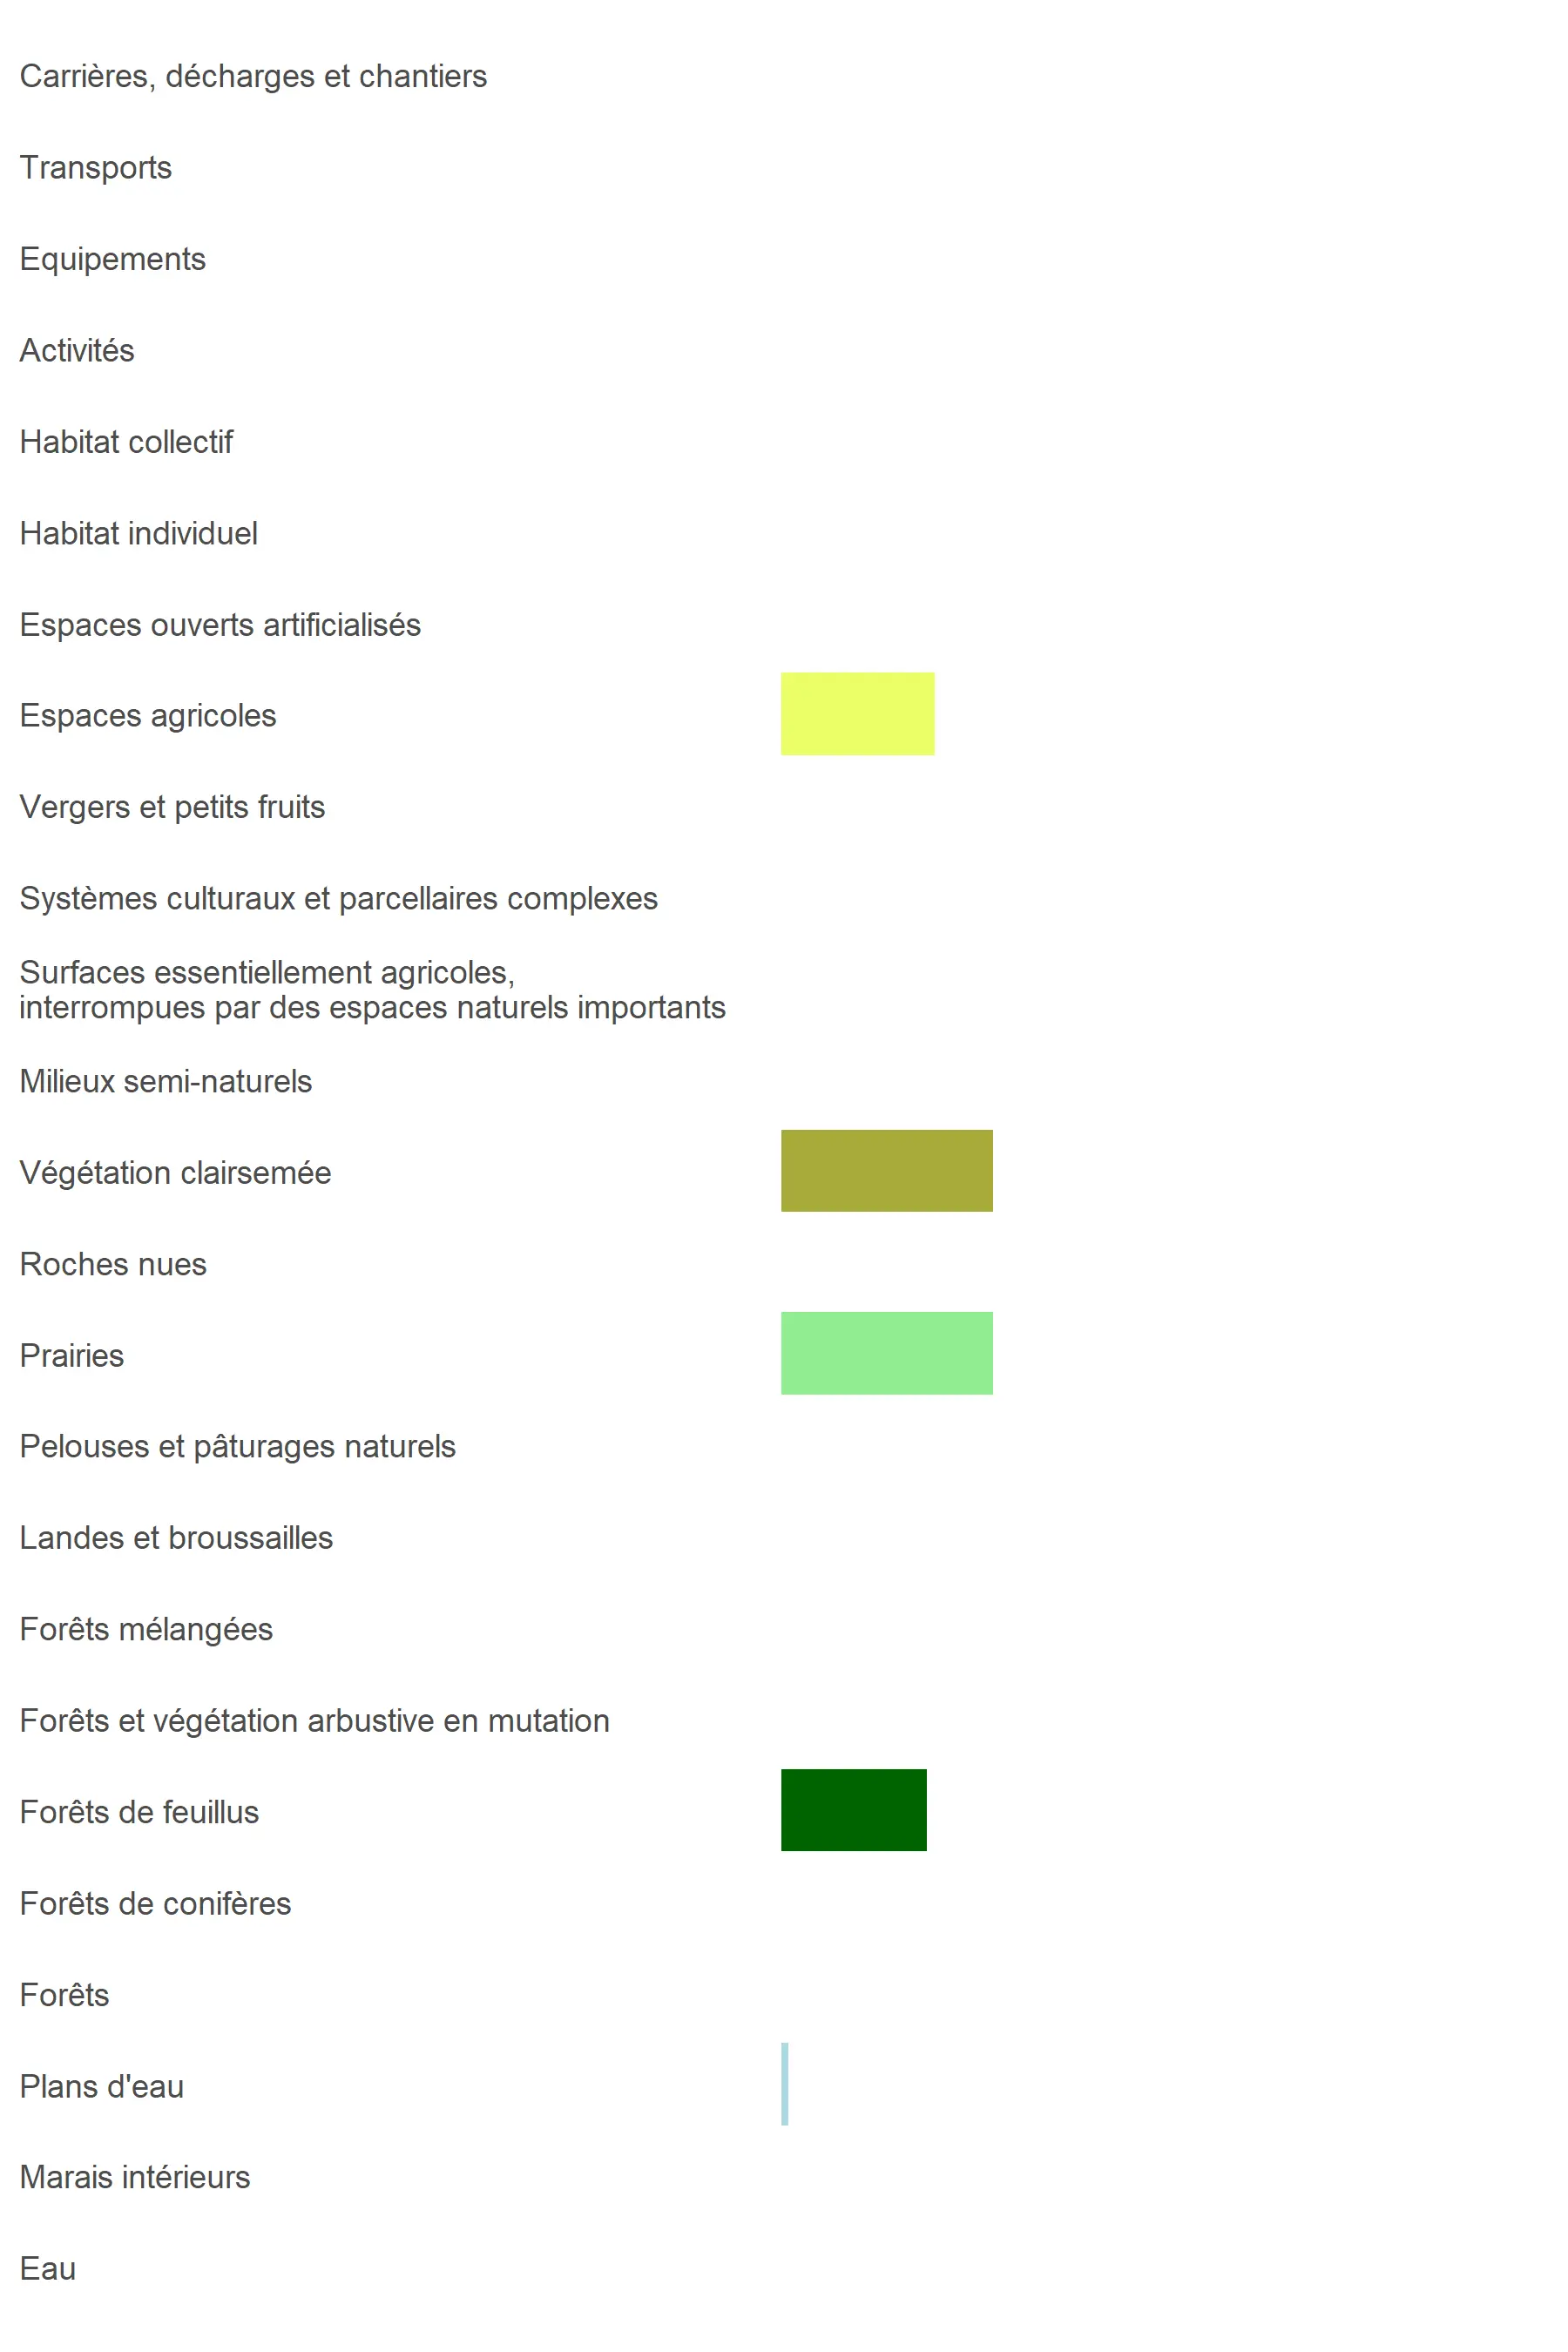 Carrières, décharges et chantiers
Transports
Equipements
Activités
Habitat collectif
Habitat individuel
Espaces ouverts artificialisés
Espaces agricoles
Vergers et petits fruits
Systèmes culturaux et parcellaires complexes
Surfaces essentiellement agricoles,
interrompues par des espaces naturels importants
Milieux semi-naturels
Végétation clairsemée
Roches nues
Prairies
Pelouses et pâturages naturels
Landes et broussailles
Forêts mélangées
Forêts et végétation arbustive en mutation
Forêts de feuillus
Forêts de conifères
Forêts
Plans d'eau
Marais intérieurs
Eau